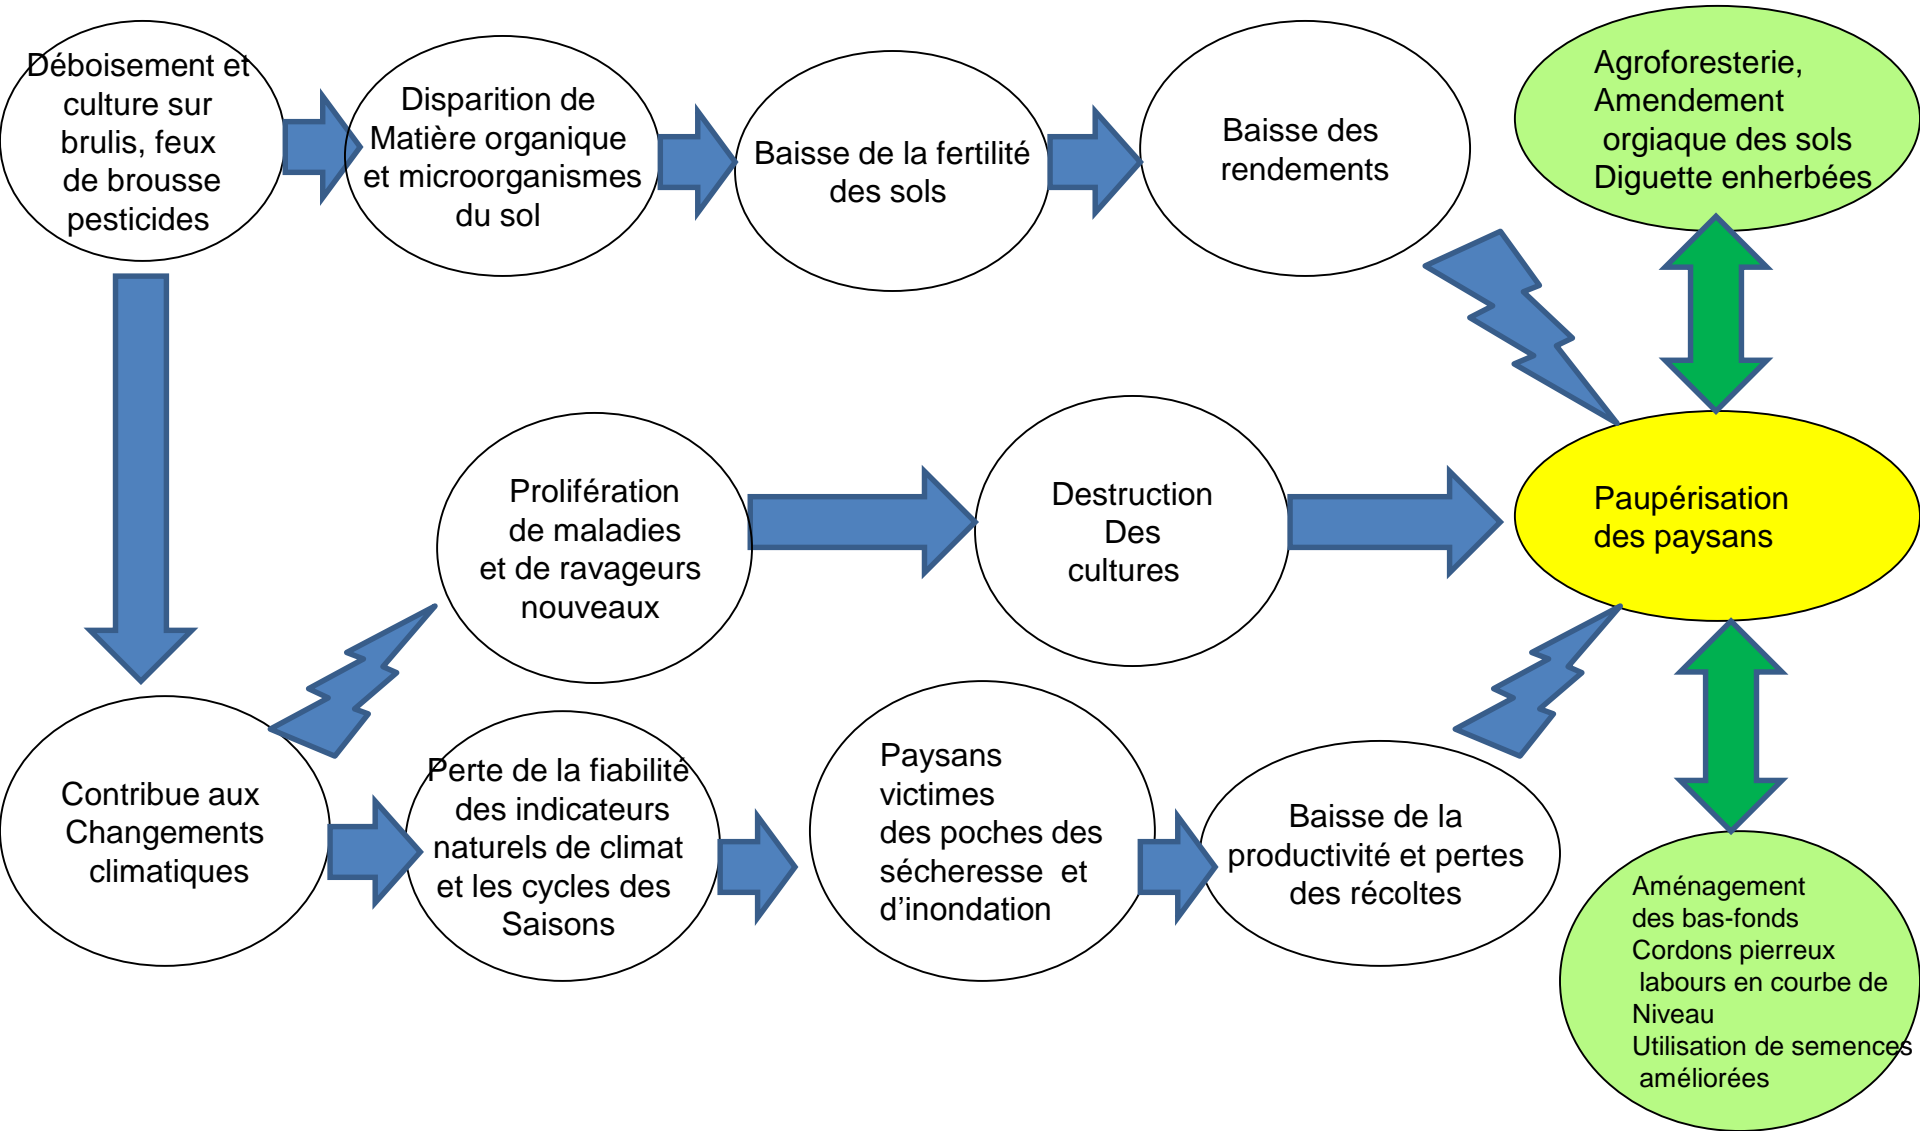 Déboisement et
culture sur
brulis, feux
de brousse
pesticides
Disparition de
Matière organique
et microorganismes
du sol
Baisse de la fertilité
des sols
Baisse des
rendements
Agroforesterie,
Amendement
orgiaque des sols
Diguette enherbées
Prolifération
de maladies
et de ravageurs
nouveaux
Destruction
Des
cultures
Paupérisation
des paysans
Contribue aux
Changements
climatiques
Perte de la fiabilité
des indicateurs
naturels de climat
et les cycles des
Saisons
Paysans
victimes
des poches des
sécheresse et
d’inondation
Baisse de la
productivité et pertes
des récoltes
Aménagement
des bas-fonds
Cordons pierreux
labours en courbe de
Niveau
Utilisation de semences
améliorées